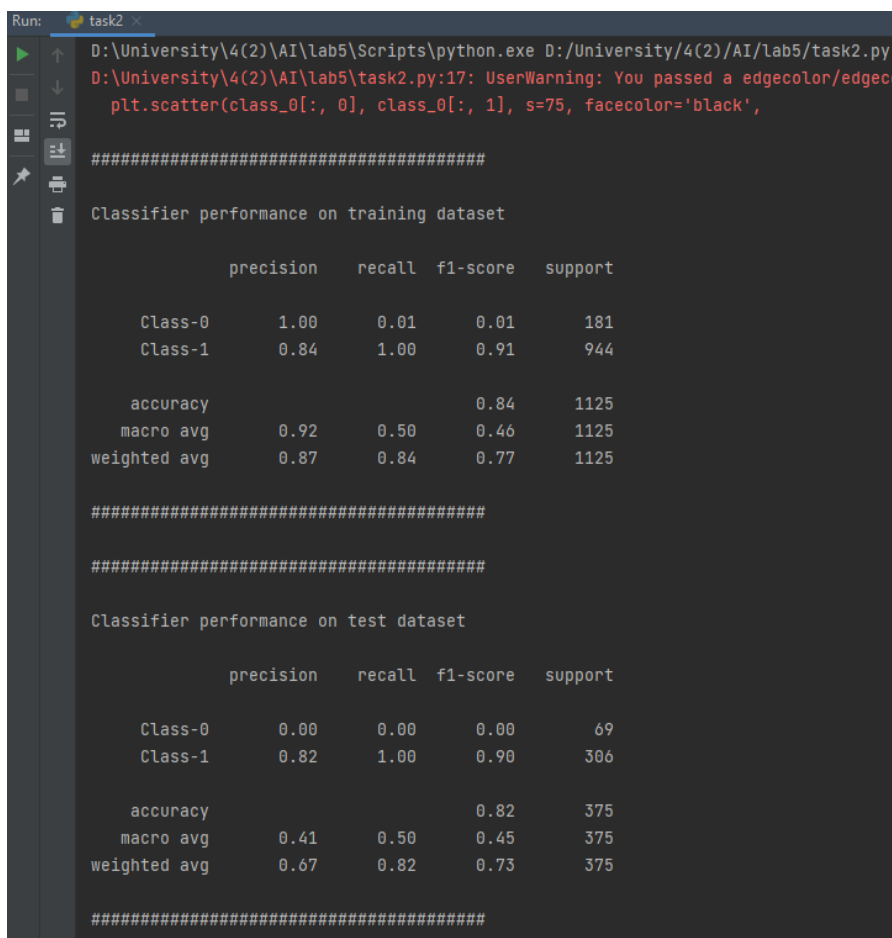 Run: task2
D:\University\4(2)\AI\lab5\Scripts\python.exe D:/University/4(2)/AI/lab5/task2.py
D:\University\4(2)\AI\lab5\task2.py:17: UserWarning: You passed a edgecolor/edgec
plt.scatter(class_0[:, 0], class_0[:, 1], s=75, facecolor='black',
########################################
Classifier performance on training dataset
precision recall f1-score support
Class-0 1.00 0.01 0.01 181
Class-1 0.84 1.00 0.91 944
accuracy 0.84 1125
macro avg 0.92 0.50 0.46 1125
weighted avg 0.87 0.84 0.77 1125
########################################
########################################
Classifier performance on test dataset
precision recall f1-score support
Class-0 0.00 0.00 0.00 69
Class-1 0.82 1.00 0.90 306
accuracy 0.82 375
macro avg 0.41 0.50 0.45 375
weighted avg 0.67 0.82 0.73 375
########################################